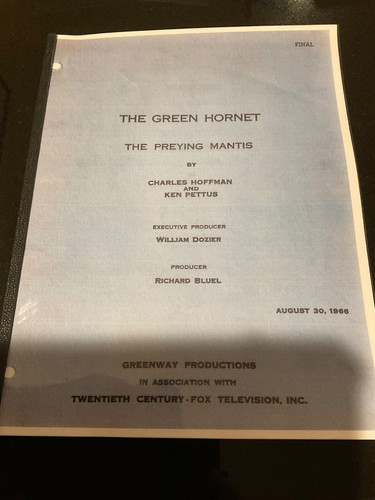 FINAL
THE GREEN HORNET
THE PREYING MANTIS
BY
CHARLES HOFFMAN
AND
KEN PETTUS
EXECUTIVE PRODUCER
WILLIAM DOZIER
PRODUCER
RICHARD BLUEL
AUGUST 30, 1966
GREENWAY PRODUCTIONS
IN ASSOCIATION WITH
TWENTIETH CENTURY-FOX TELEVISION, INC.